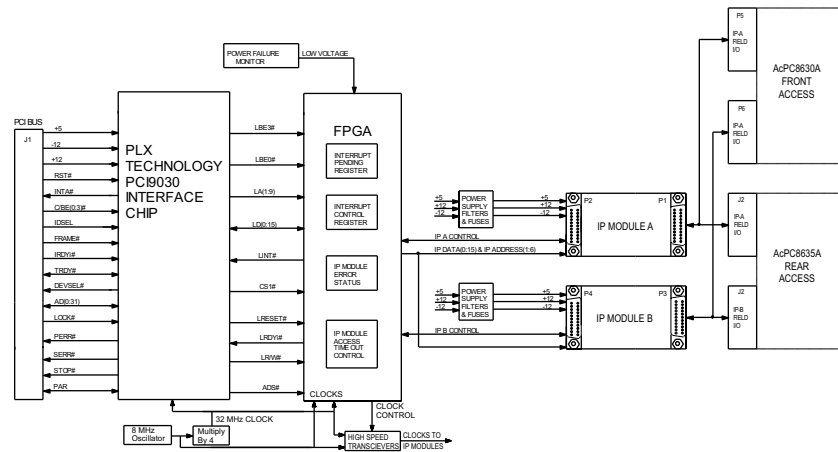 POWER FAILURE
MONITOR
LOW VOLTAGE
PCI BUS
J1
+5
-12
+12
RST#
INTA#
C/BE(0:3)#
IDSEL
FRAME#
IRDYI#
TRDY#
DEVSEL#
AD(0:31)
LOCK#
PERR#
SERR#
STOP#
PAR
PLX
TECHNOLOGY
PCI9030
INTERFACE
CHIP
LBE3#
LBE0#
LA(1:9)
LD(0:15)
LINT#
CS1#
LRESET#
LRDYI#
LR/W#
ADS#
FPGA
INTERRUPT
PENDING
REGISTER
INTERRUPT
CONTROL
REGISTER
IP MODULE
ERROR
STATUS
IP MODULE
ACCESS
TIME OUT
CONTROL
CLOCKS
32 MHz CLOCK
8 MHz
Oscillator
Multiply
By 4
CLOCK
CONTROL
HIGH SPEED
TRANSCIEVERS
CLOCKS TO
IP MODULES
+5
+12
-12
POWER
SUPPLY
FILTERS
& FUSES
+5
+12
-12
IP A CONTROL
IP DATA(0:15) & IP ADDRESS(1:6)
P2
P1
IP MODULE A
+5
+12
-12
POWER
SUPPLY
FILTERS
& FUSES
+5
+12
-12
IP B CONTROL
P4
P3
IP MODULE B
P5
IP-A
FIELD
I/O
AcPC8630A
FRONT
ACCESS
P6
IP-A
FIELD
I/O
J2
IP-A
FIELD
I/O
AcPC8635A
REAR
ACCESS
J2
IP-B
FIELD
I/O